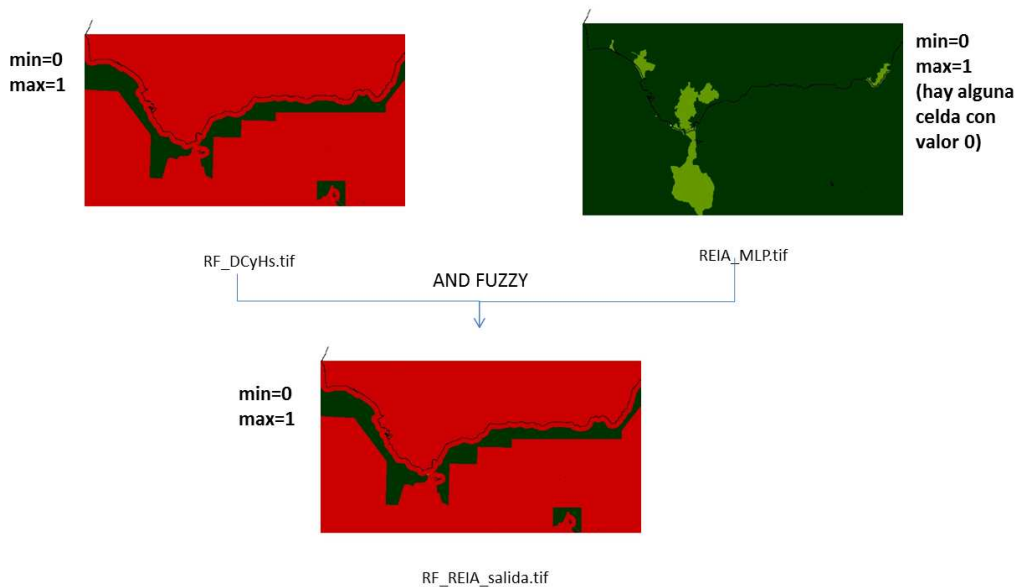 min=0
max=1
min=0
max=1
(hay alguna
celda con
valor 0)
RF_DCyHs.tif
REIA_MLP.tif
AND FUZZY
min=0
max=1
RF_REIA_salida.tif